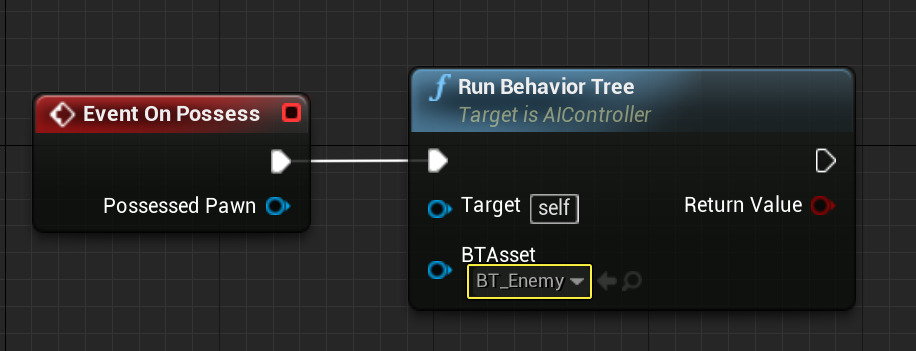 Event On Possess
Possessed Pawn
Run Behavior Tree
Target is AIController
Target self
Return Value
BTAsset
BT_Enemy